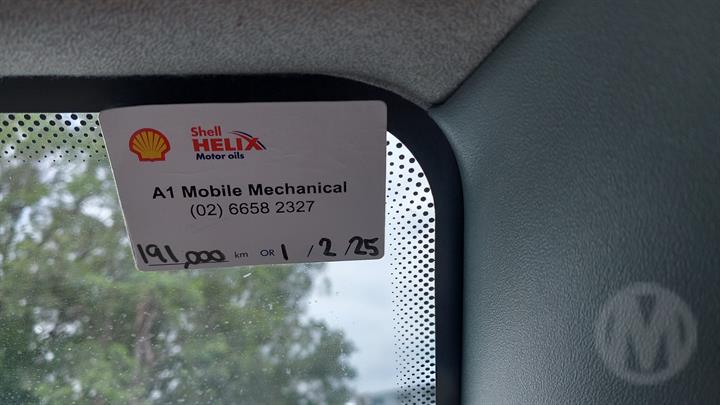 Shell
HELIX
Motor oils
A1 Mobile Mechanical
(02) 6658 2327
191,000 km OR 1 / 2 / 25
M